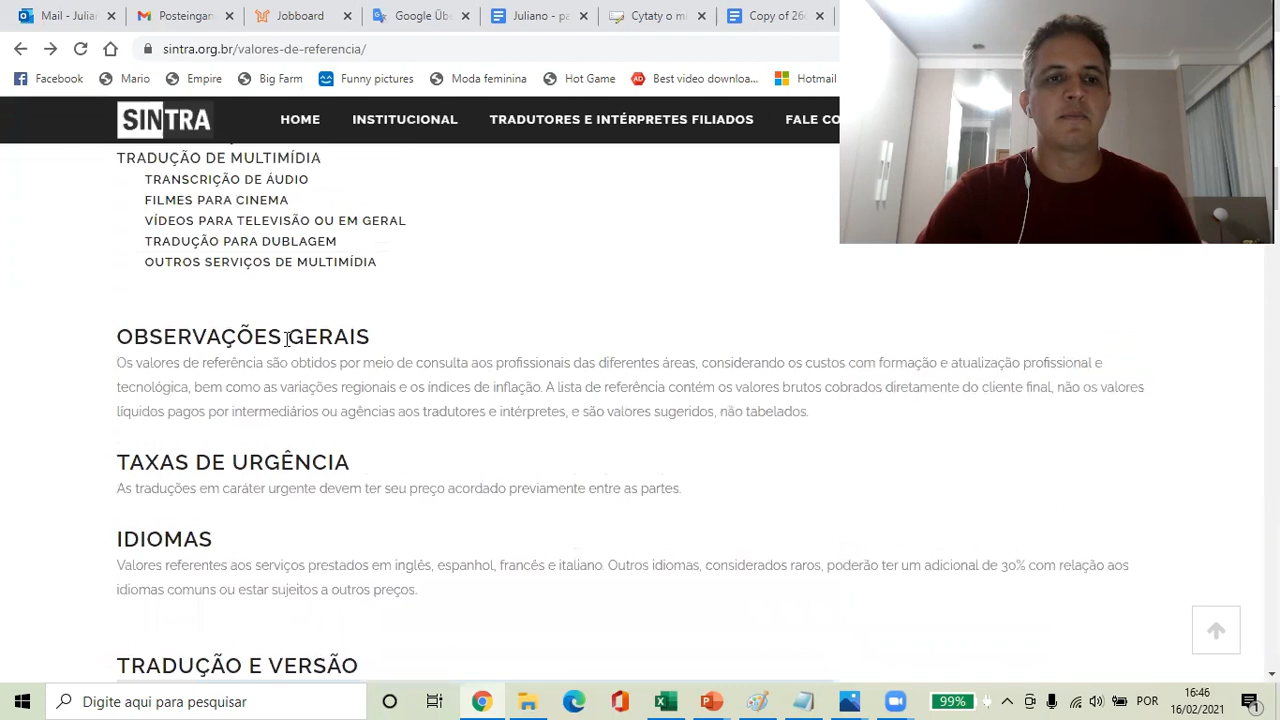 Mail - Juliar
Posteingan
Jobboard
Google Übe
Juliano - pa
Cytaty o mi
Copy of 26c
sintra.org.br/valores-de-referencia/
Facebook
Mario
Empire
Big Farm
Funny pictures
Moda feminina
Hot Game
AD
Best video downloa...
Hotmail
SINTRA
HOME
INSTITUCIONAL
TRADUTORES E INTÉRPRETES FILIADOS
FALE CO
TRADUÇÃO DE MULTIMÍDIA
TRANSCRIÇÃO DE ÁUDIO
FILMES PARA CINEMA
VÍDEOS PARA TELEVISÃO OU EM GERAL
TRADUÇÃO PARA DUBLAGEM
OUTROS SERVIÇOS DE MULTIMÍDIA
OBSERVAÇÕES GERAIS
Os valores de referência são obtidos por meio de consulta aos profissionais das diferentes áreas, considerando os custos com formação e atualização profissional e
tecnológica, bem como as variações regionais e os índices de inflação. A lista de referência contém os valores brutos cobrados diretamente do cliente final, não os valores
líquidos pagos por intermediários ou agências aos tradutores e intérpretes, e são valores sugeridos, não tabelados.
TAXAS DE URGÊNCIA
As traduções em caráter urgente devem ter seu preço acordado previamente entre as partes.
IDIOMAS
Valores referentes aos serviços prestados em inglês, espanhol, francês e italiano. Outros idiomas, considerados raros, poderão ter um adicional de 30% com relação aos
idiomas comuns ou estar sujeitos a outros preços.
TRADUÇÃO E VERSÃO
Digite aqui para pesquisar
99%
POR
16:46
16/02/2021